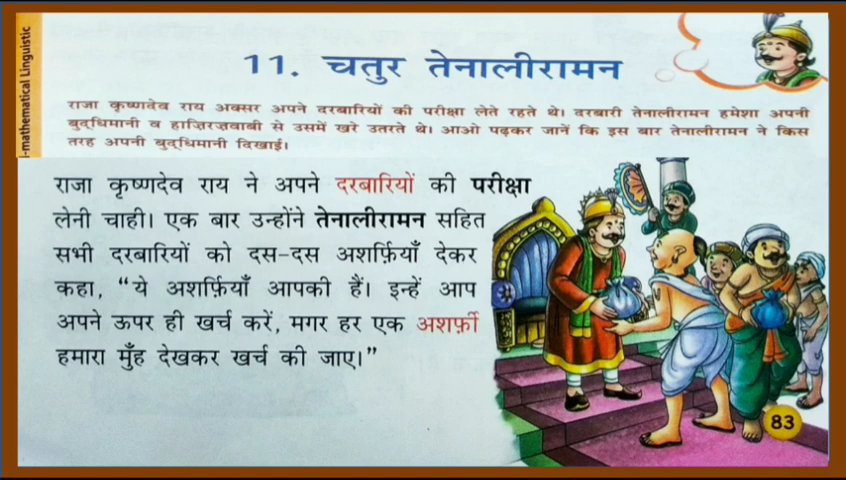 -mathematical Linguistic
11. चतुर तेनालीरामन
राजा कृष्णदेव राय अक्सर अपने दरबारियों की परीक्षा लेते रहते थे। दरबारी तेनालीरामन हमेशा अपनी
बुद्धिमानी व हाज़िरजवाबी से उसमें खरे उतरते थे। आओ पढ़कर जानें कि इस बार तेनालीरामन ने किस
तरह अपनी बुद्धिमानी दिखाई।
राजा कृष्णदेव राय ने अपने दरबारियों की परीक्षा
लेनी चाही। एक बार उन्होंने तेनालीरामन सहित
सभी दरबारियों को दस-दस अशर्फ़ियाँ देकर
कहा, “ये अशर्फ़ियाँ आपकी हैं। इन्हें आप
अपने ऊपर ही खर्च करें, मगर हर एक अशर्फ़ी
हमारा मुँह देखकर खर्च की जाए।”
83